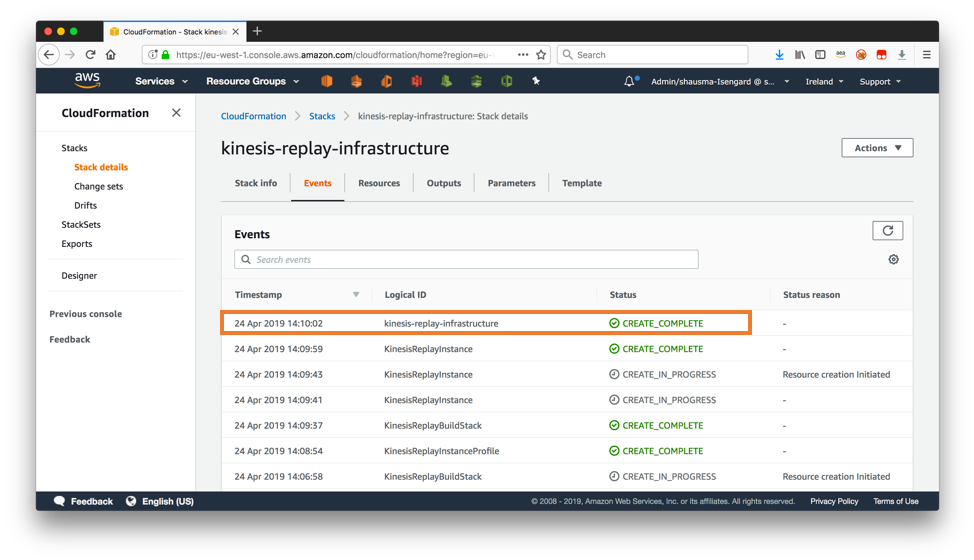 CloudFormation - Stack kinesis
https://eu-west-1.console.aws.amazon.com/cloudformation/home?region=eu-
Search
aws
Services
Resource Groups
Admin/shausma-Isengard @ s...
Ireland
Support
CloudFormation
Stacks
Stack details
Change sets
Drifts
StackSets
Exports
Designer
Previous console
Feedback
CloudFormation > Stacks > kinesis-replay-infrastructure: Stack details
kinesis-replay-infrastructure
Actions
Stack info Events Resources Outputs Parameters Template
Events
Search events
Timestamp Logical ID Status Status reason
24 Apr 2019 14:10:02 kinesis-replay-infrastructure CREATE_COMPLETE -
24 Apr 2019 14:09:59 KinesisReplayInstance CREATE_COMPLETE -
24 Apr 2019 14:09:43 KinesisReplayInstance CREATE_IN_PROGRESS Resource creation Initiated
24 Apr 2019 14:09:41 KinesisReplayInstance CREATE_IN_PROGRESS -
24 Apr 2019 14:09:37 KinesisReplayBuildStack CREATE_COMPLETE -
24 Apr 2019 14:08:54 KinesisReplayInstanceProfile CREATE_COMPLETE -
24 Apr 2019 14:06:58 KinesisReplayBuildStack CREATE_IN_PROGRESS Resource creation Initiated
Feedback English (US)
© 2008 - 2019, Amazon Web Services, Inc. or its affiliates. All rights reserved. Privacy Policy Terms of Use